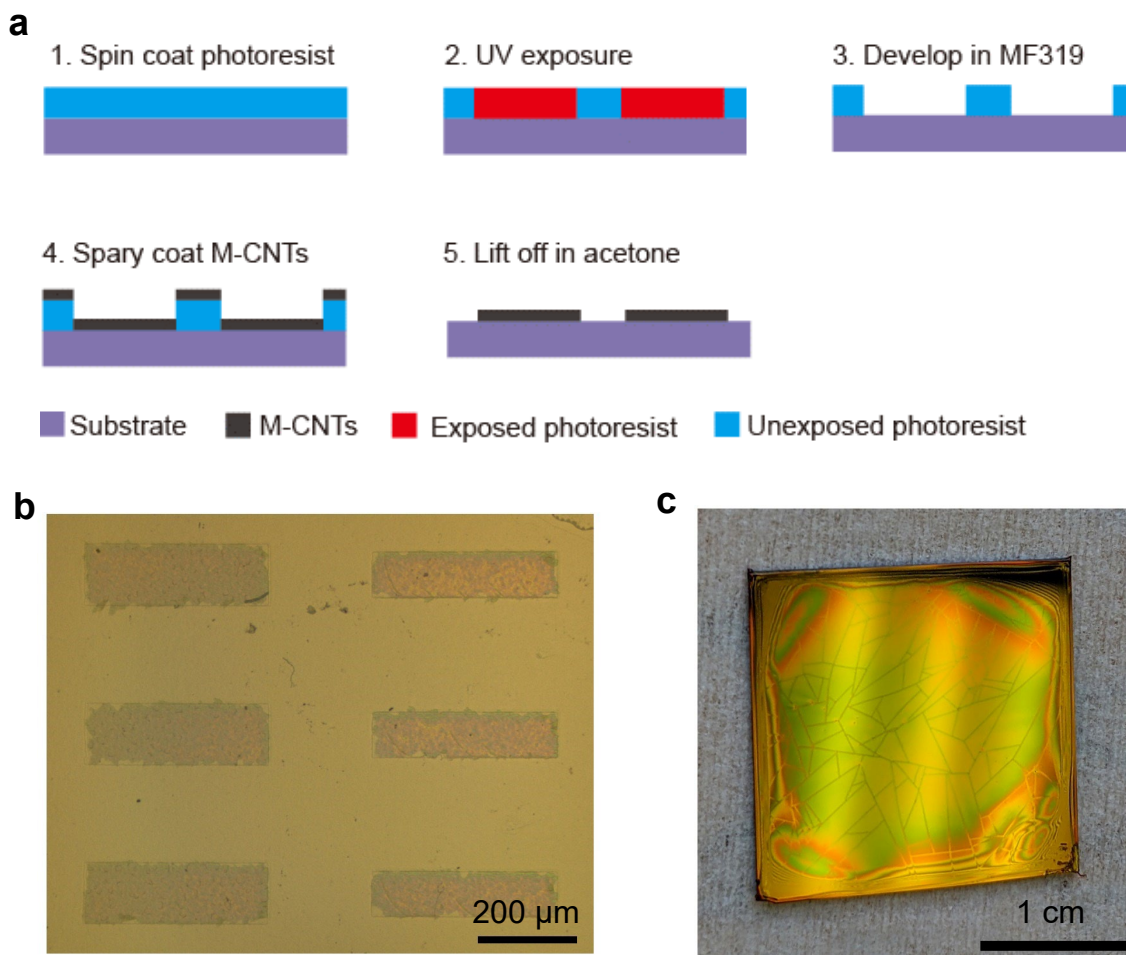 a
1. Spin coat photoresist
2. UV exposure
3. Develop in MF319
4. Spary coat M-CNTs
5. Lift off in acetone
Substrate
M-CNTs
Exposed photoresist
Unexposed photoresist
b
200 µm
c
1 cm